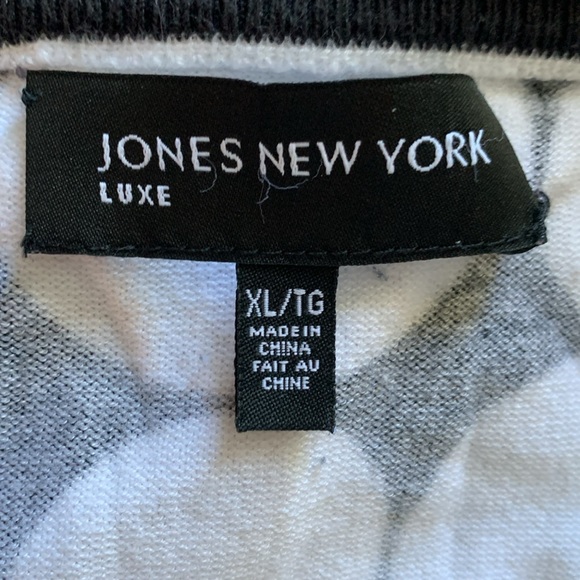 JONES NEW YORK
LUXE
XL/TG
MADE IN
CHINA
FAIT AU
CHINE